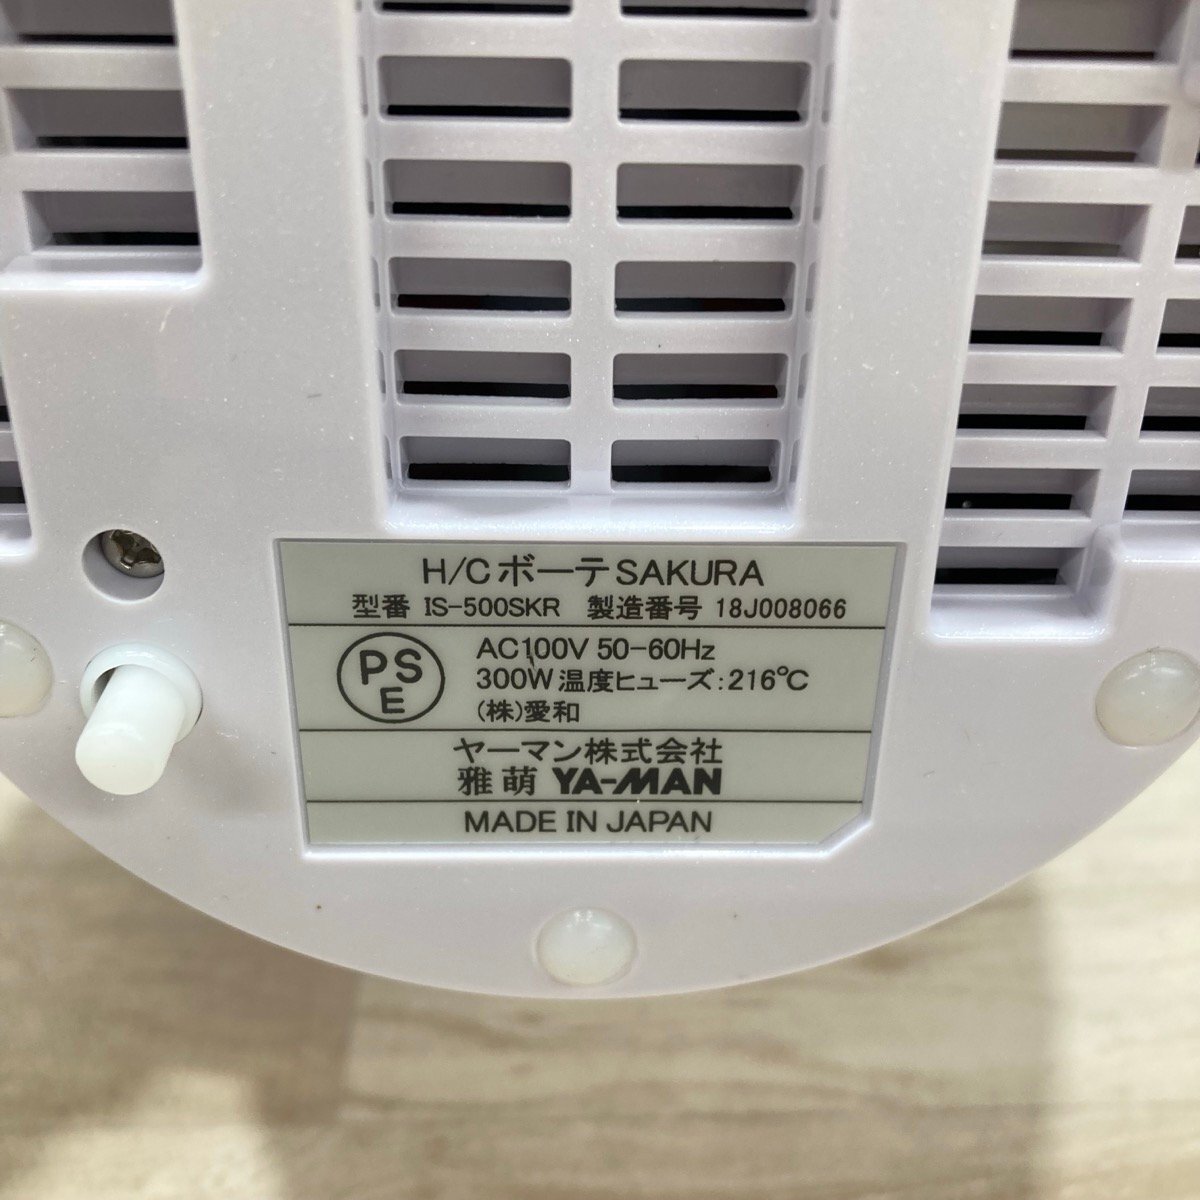 H/Cボーテ SAKURA
型番 IS-500SKR 製造番号 18J008066
PSE
AC100V 50-60Hz
300W 温度ヒューズ:216℃
(株)愛和
ヤーマン株式会社
雅萌 YA-MAN
MADE IN JAPAN